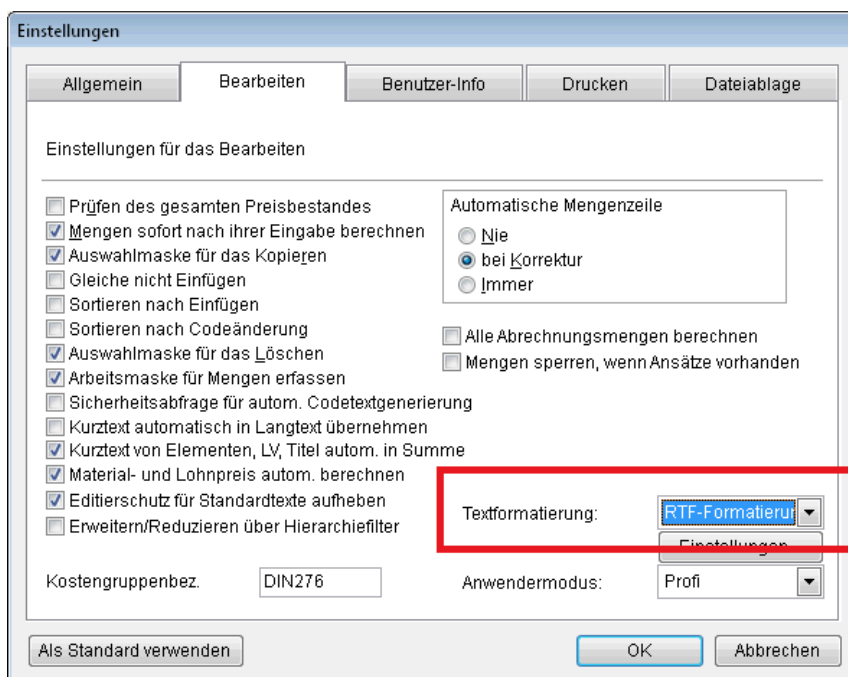 Einstellungen
Allgemein Bearbeiten Benutzer-Info Drucken Dateiablage
Einstellungen für das Bearbeiten
Prüfen des gesamten Preisbestandes
Mengen sofort nach ihrer Eingabe berechnen
Auswahlmaske für das Kopieren
Gleiche nicht Einfügen
Sortieren nach Einfügen
Sortieren nach Codeänderung
Auswahlmaske für das Löschen
Arbeitsmaske für Mengen erfassen
Sicherheitsabfrage für autom. Codetextgenerierung
Kurztext automatisch in Langtext übernehmen
Kurztext von Elementen, LV, Titel autom. in Summe
Material- und Lohnpreis autom. berechnen
Editierschutz für Standardtexte aufheben
Erweitern/Reduzieren über Hierarchiefilter
Automatische Mengenzeile
Nie
bei Korrektur
Immer
Alle Abrechnungsmengen berechnen
Mengen sperren, wenn Ansätze vorhanden
Textformatierung: RTF-Formatierur
Einstellungen...
Kostengruppenbez. DIN276
Anwendermodus: Profi
Als Standard verwenden OK Abbrechen